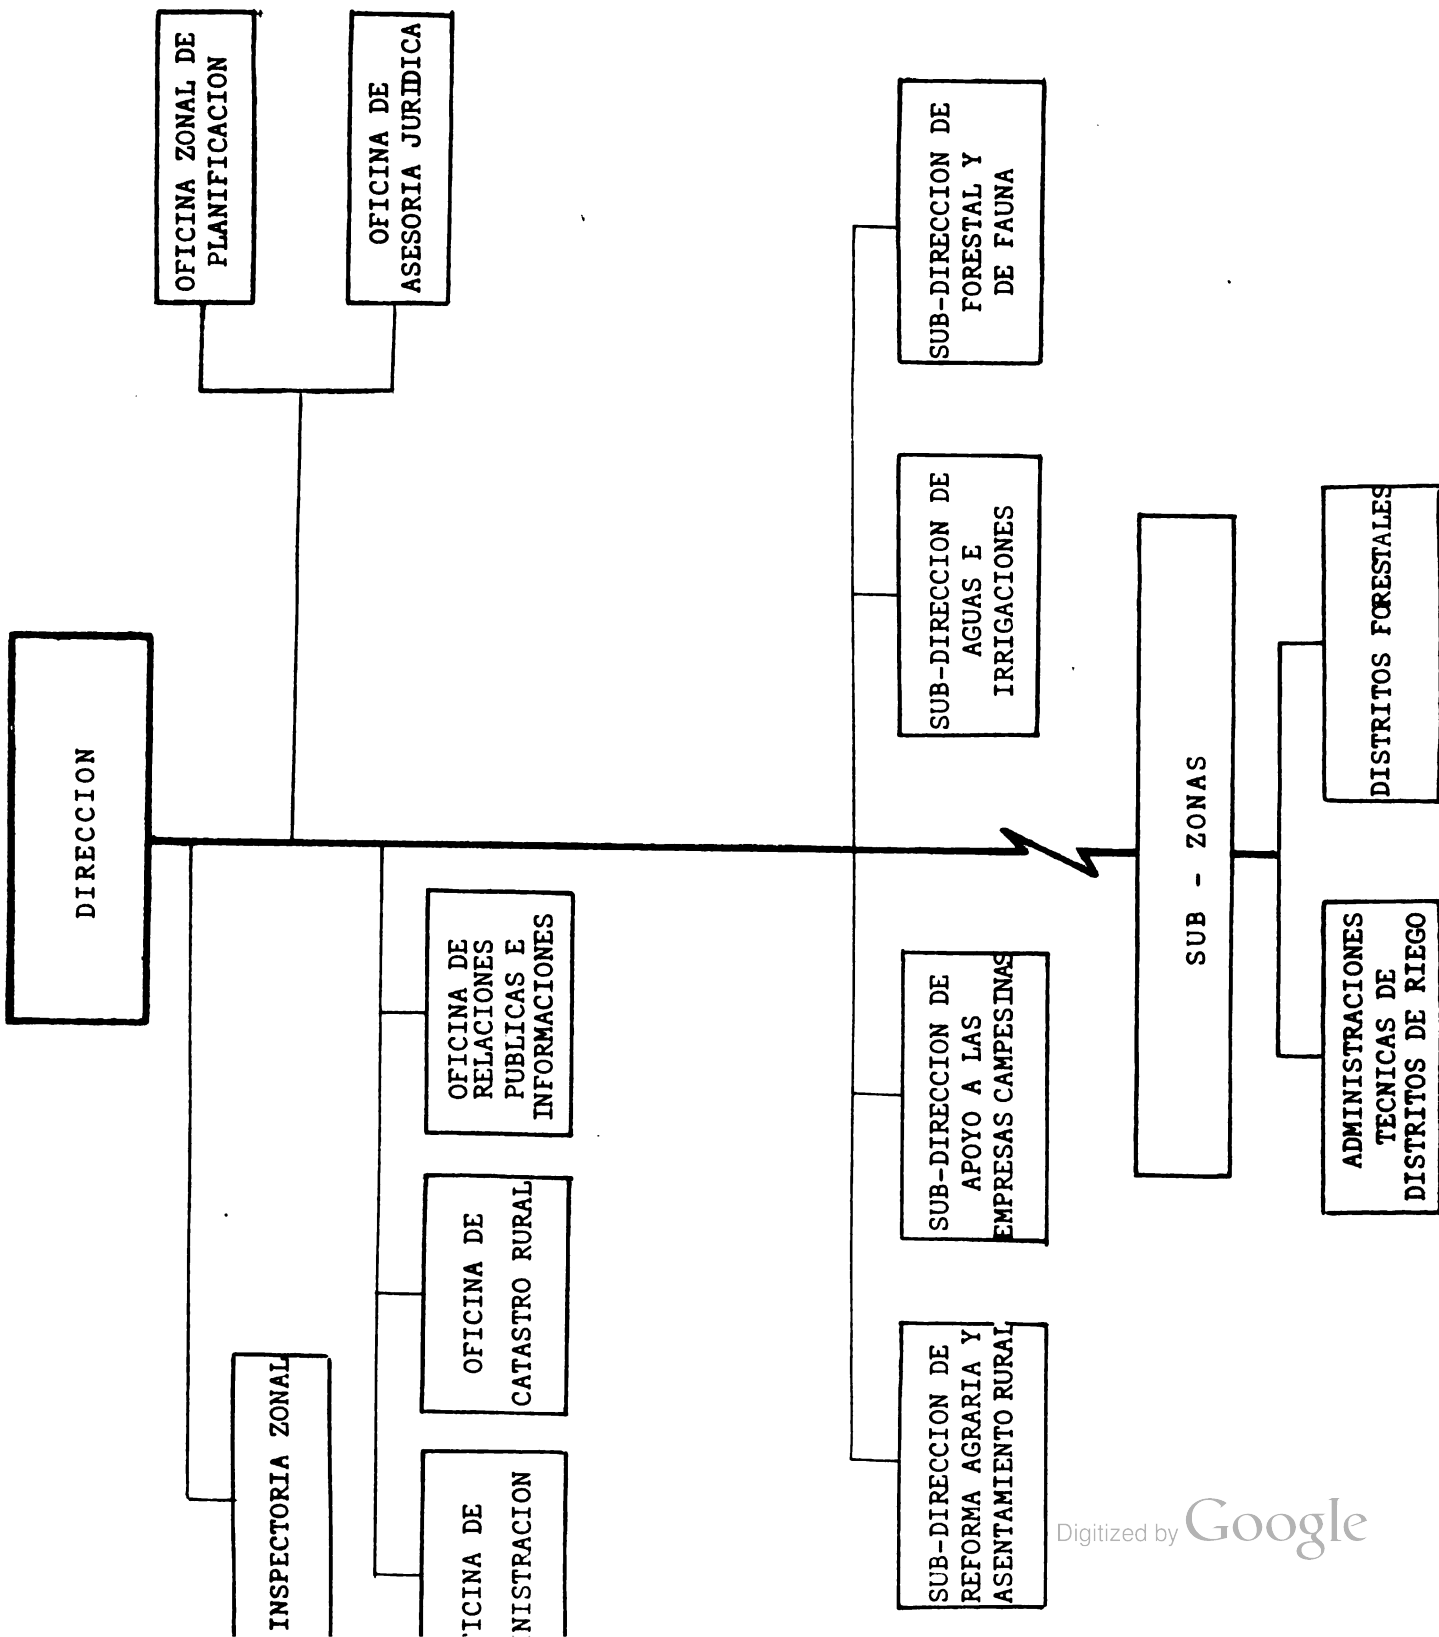 DIRECCION
INSPECTORIA ZONAL
OFICINA ZONAL DE
PLANIFICACION
OFICINA DE
ASESORIA JURIDICA
TICINA DE
NISTRACION
OFICINA DE
CATASTRO RURAL
OFICINA DE
RELACIONES
PUBLICAS E
INFORMACIONES
SUB-DIRECCION DE
REFORMA AGRARIA Y
ASENTAMIENTO RURAL
SUB-DIRECCION DE
APOYO A LAS
EMPRESAS CAMPESINAS
SUB-DIRECCION DE
AGUAS E
IRRIGACIONES
SUB-DIRECCION DE
FORESTAL Y
DE FAUNA
SUB - ZONAS
ADMINISTRACIONES
TECNICAS DE
DISTRITOS DE RIEGO
DISTRITOS FORESTALES
Digitized by Google